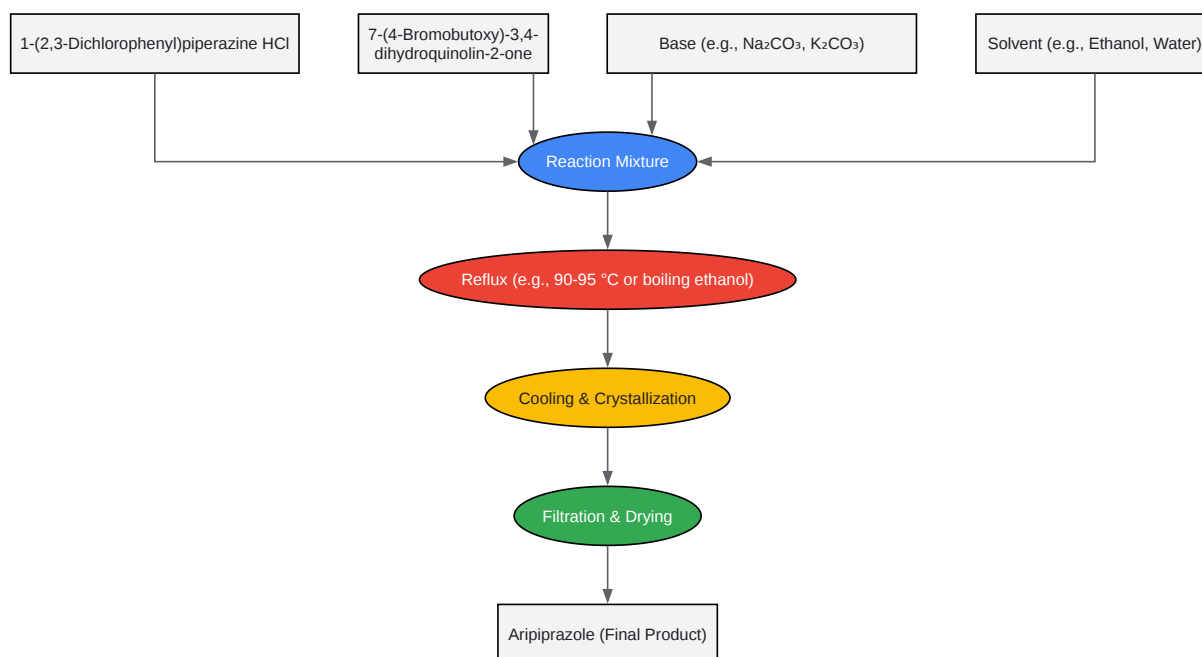 1-(2,3-Dichlorophenyl)piperazine HCl
7-(4-Bromobutoxy)-3,4-
dihydroquinolin-2-one
Base (e.g., Na₂CO₃, K₂CO₃)
Solvent (e.g., Ethanol, Water)
Reaction Mixture
Reflux (e.g., 90-95 °C or boiling ethanol)
Cooling & Crystallization
Filtration & Drying
Aripiprazole (Final Product)